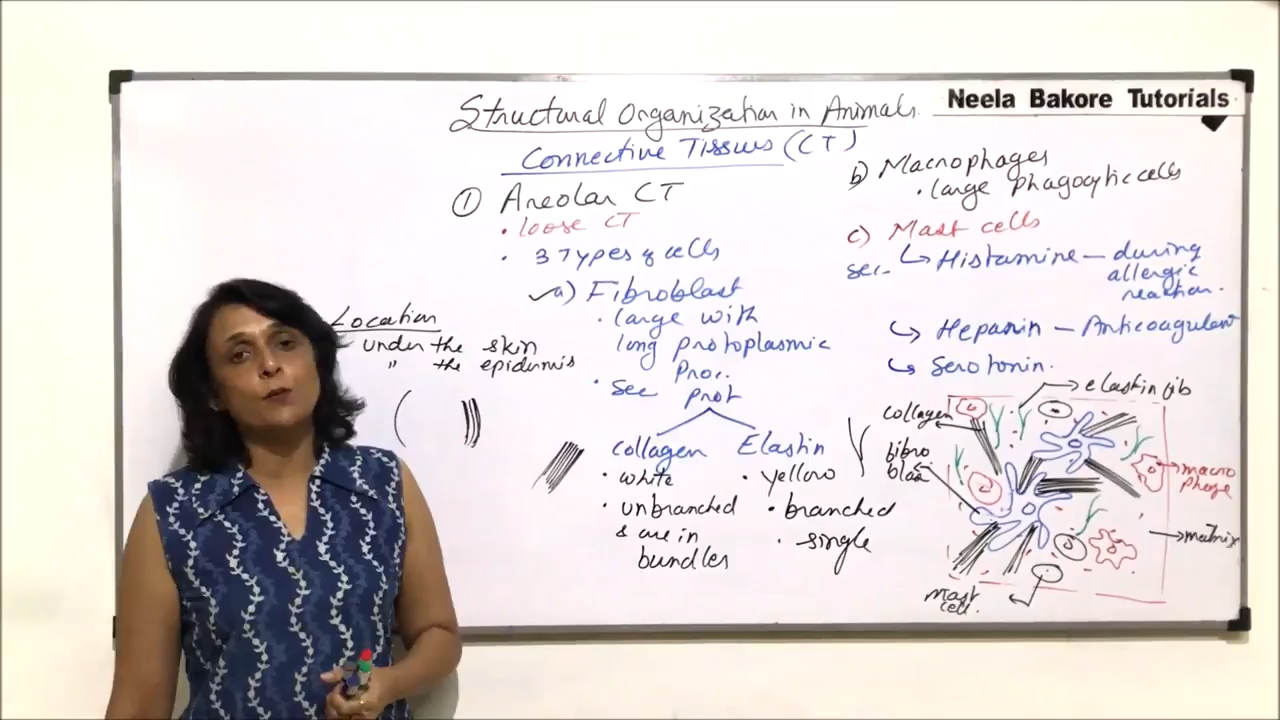 Structural Organization in Animals.
Neela Bakore Tutorials
Connective Tissues (CT)
① Areolar CT
• loose CT
• 3 Types of cells
✓a) Fibroblast
• large with
long protoplasmic
Proc.
• sec Prot
collagen Elastin
• white
• unbranched
& are in
bundles
• yellow
• branched
• single
Location
under the skin
" the epidermis
b) Macrophages
• large Phagocytic cells
c) Mast cells
sec. ↳ Histamine — during
allergic
reaction.
↳ Heparin — Anticoagulant
↳ Serotonin.
elastin fib
collagen
fibro
blas
macro
phage
matrix
mast
cell.